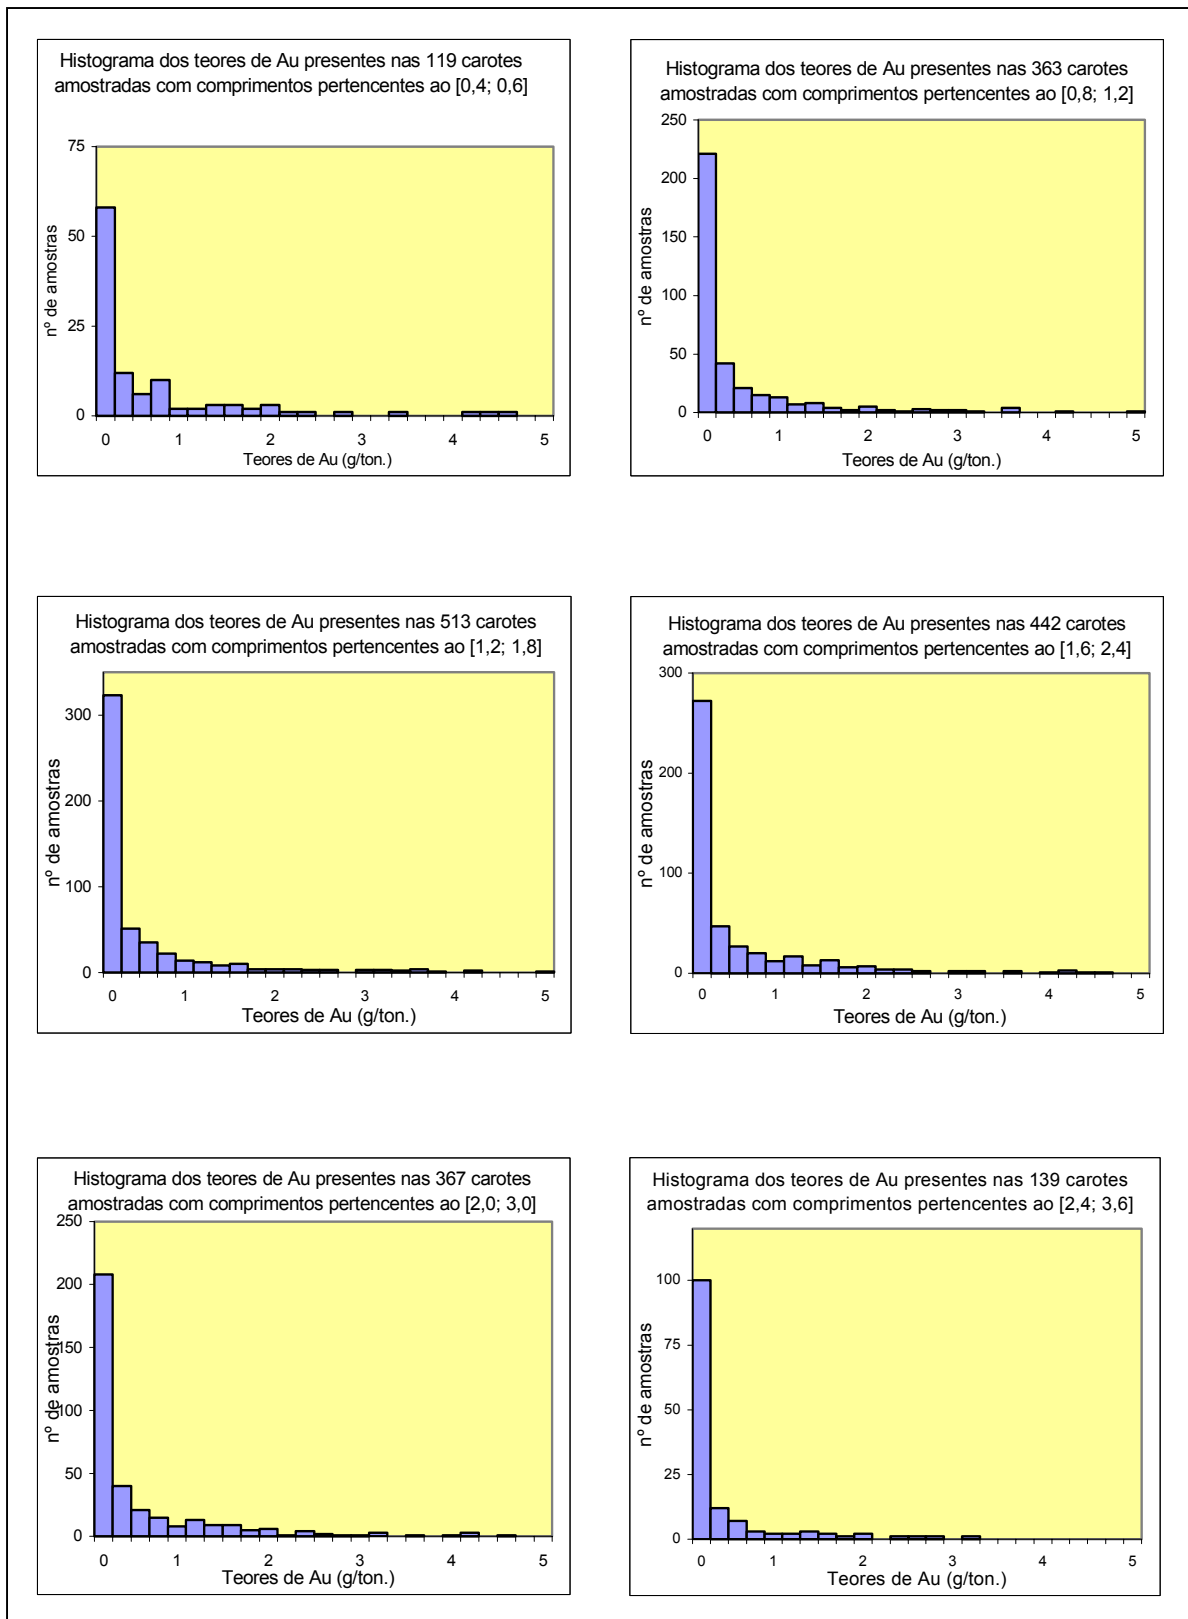 Histograma dos teores de Au presentes nas 119 carotes
amostradas com comprimentos pertencentes ao [0,4; 0,6]
75
50
25
0
nº de amostras
0 1 2 3 4 5
Teores de Au (g/ton.)
Histograma dos teores de Au presentes nas 363 carotes
amostradas com comprimentos pertencentes ao [0,8; 1,2]
250
200
150
100
50
0
nº de amostras
0 1 2 3 4 5
Teores de Au (g/ton.)
Histograma dos teores de Au presentes nas 513 carotes
amostradas com comprimentos pertencentes ao [1,2; 1,8]
300
200
100
0
nº de amostras
0 1 2 3 4 5
Teores de Au (g/ton.)
Histograma dos teores de Au presentes nas 442 carotes
amostradas com comprimentos pertencentes ao [1,6; 2,4]
300
200
100
0
nº de amostras
0 1 2 3 4 5
Teores de Au (g/ton.)
Histograma dos teores de Au presentes nas 367 carotes
amostradas com comprimentos pertencentes ao [2,0; 3,0]
250
200
150
100
50
0
nº de amostras
0 1 2 3 4 5
Teores de Au (g/ton.)
Histograma dos teores de Au presentes nas 139 carotes
amostradas com comprimentos pertencentes ao [2,4; 3,6]
100
75
50
25
0
nº de amostras
0 1 2 3 4 5
Teores de Au (g/ton.)